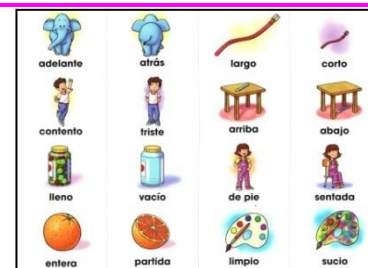 adelante atrás largo corto
contento triste arriba abajo
lleno vacío de pie sentada
entera partida limpio sucio